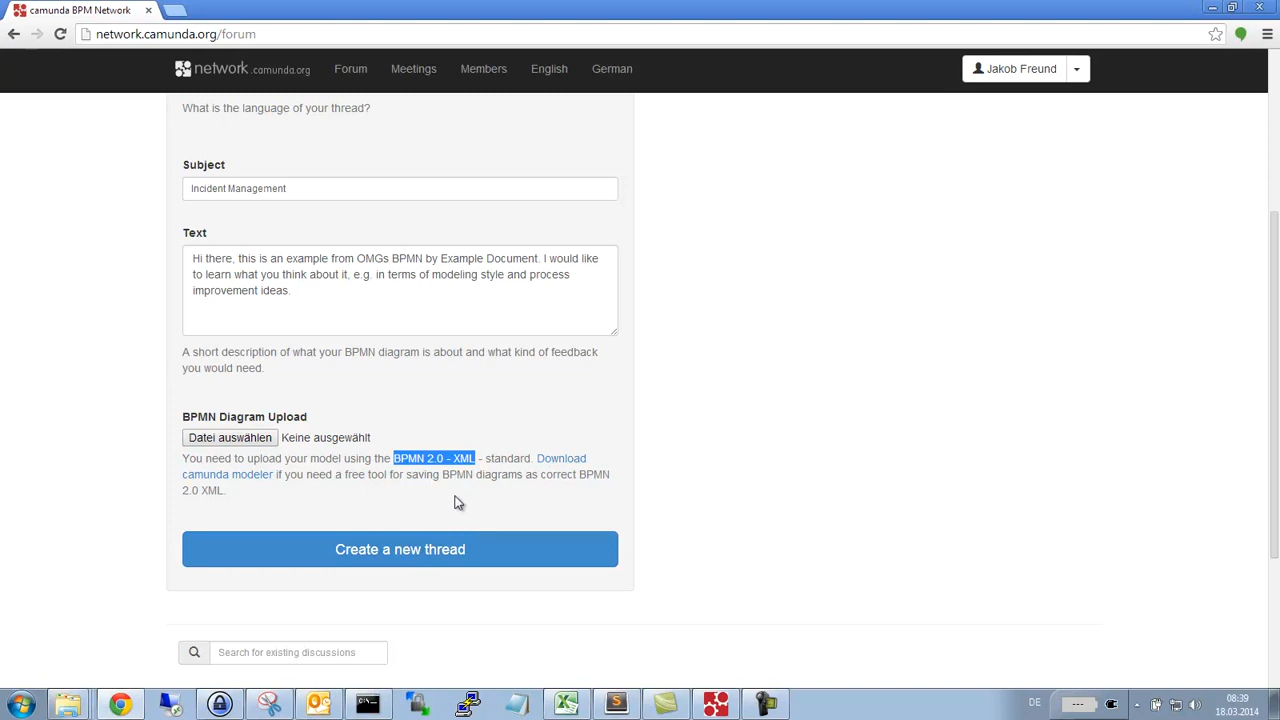 camunda BPM Network
network.camunda.org/forum
network.camunda.org Forum Meetings Members English German Jakob Freund
What is the language of your thread?
Subject
Incident Management
Text
Hi there, this is an example from OMGs BPMN by Example Document. I would like
to learn what you think about it, e.g. in terms of modeling style and process
improvement ideas.
A short description of what your BPMN diagram is about and what kind of feedback
you would need.
BPMN Diagram Upload
Datei auswählen Keine ausgewählt
You need to upload your model using the BPMN 2.0 - XML - standard. Download
camunda modeler if you need a free tool for saving BPMN diagrams as correct BPMN
2.0 XML.
Create a new thread
Search for existing discussions
DE
08:39
18.03.2014